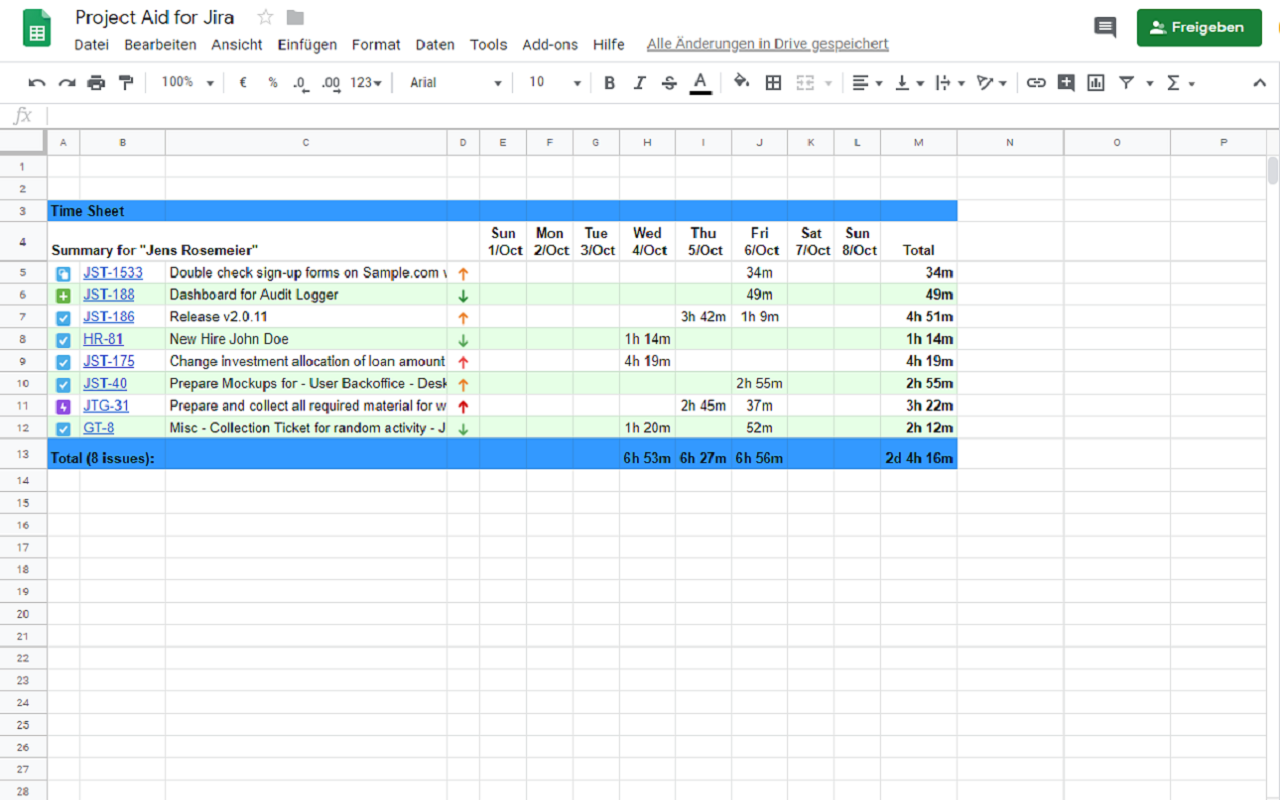 Project Aid for Jira
Datei Bearbeiten Ansicht Einfügen Format Daten Tools Add-ons Hilfe Alle Änderungen in Drive gespeichert
Freigeben
100% € % .0 .00 123 Arial 10 B I S A Σ
fx
A B C D E F G H I J K L M N O P
1
2
3 Time Sheet
Sun Mon Tue Wed Thu Fri Sat Sun
4 Summary for "Jens Rosemeier" 1/Oct 2/Oct 3/Oct 4/Oct 5/Oct 6/Oct 7/Oct 8/Oct Total
5 JST-1533 Double check sign-up forms on Sample.com 34m 34m
6 JST-188 Dashboard for Audit Logger 49m 49m
7 JST-186 Release v2.0.11 3h 42m 1h 9m 4h 51m
8 HR-81 New Hire John Doe 1h 14m 1h 14m
9 JST-175 Change investment allocation of loan amount 4h 19m 4h 19m
10 JST-40 Prepare Mockups for - User Backoffice - Desk 2h 55m 2h 55m
11 JTG-31 Prepare and collect all required material for w 2h 45m 37m 3h 22m
12 GT-8 Misc - Collection Ticket for random activity - J 1h 20m 52m 2h 12m
13 Total (8 issues): 6h 53m 6h 27m 6h 56m 2d 4h 16m
14
15
16
17
18
19
20
21
22
23
24
25
26
27
28